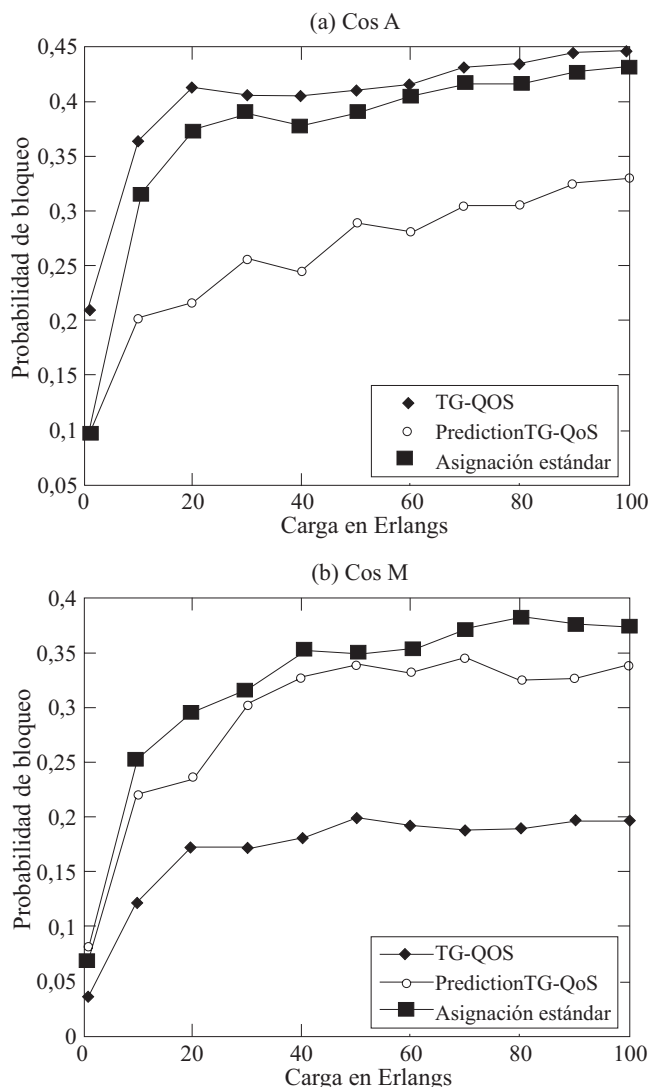 (a) Cos A
Probabilidad de bloqueo
0,45
0,4
0,35
0,3
0,25
0,2
0,15
0,1
0,05
TG-QOS
PredictionTG-QoS
Asignación estándar
0
20
40
60
80
100
Carga en Erlangs
(b) Cos M
Probabilidad de bloqueo
0,4
0,35
0,3
0,25
0,2
0,15
0,1
0,05
0
TG-QOS
PredictionTG-QoS
Asignación estándar
0
20
40
60
80
100
Carga en Erlangs